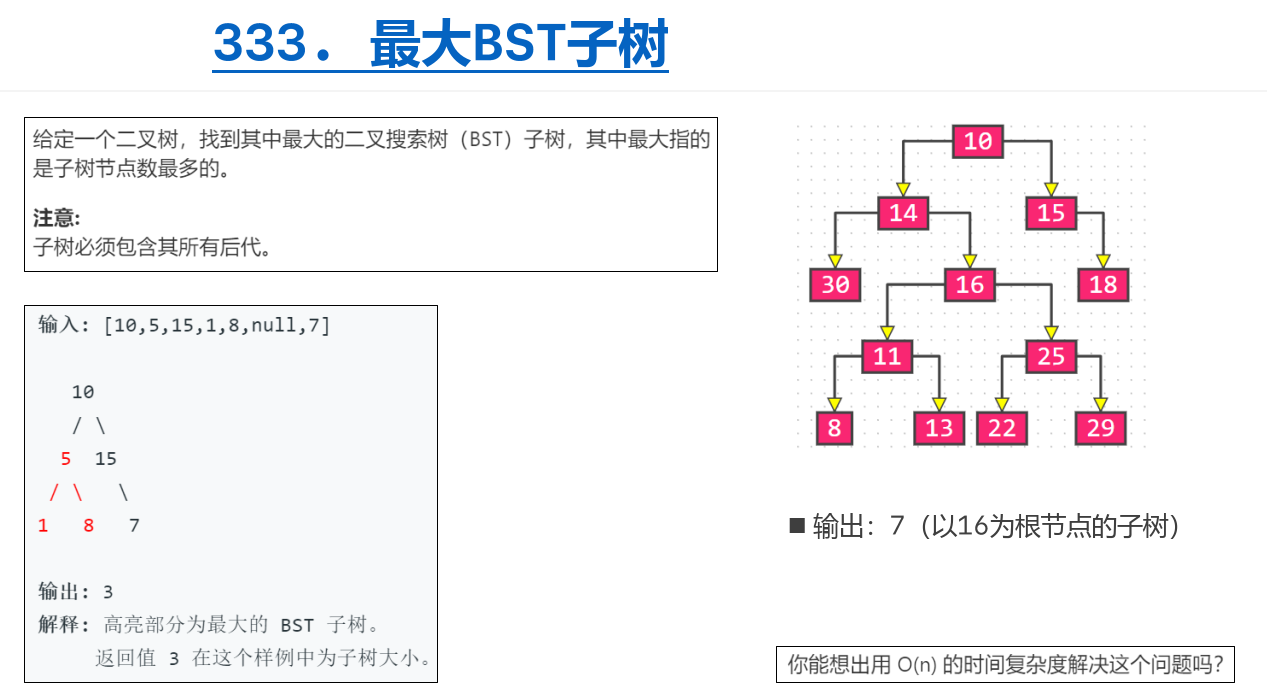 333．最大BST子树
给定一个二叉树，找到其中最大的二叉搜索树（BST）子树，其中最大指的
是子树节点数最多的。
注意:
子树必须包含其所有后代。
输入: [10,5,15,1,8,null,7]
10
/ \
5 15
/ \ \
1 8 7
输出: 3
解释: 高亮部分为最大的 BST 子树。
返回值 3 在这个样例中为子树大小。
10
14 15
30 16 18
11 25
8 13 22 29
■ 输出：7（以16为根节点的子树）
你能想出用 O(n) 的时间复杂度解决这个问题吗?